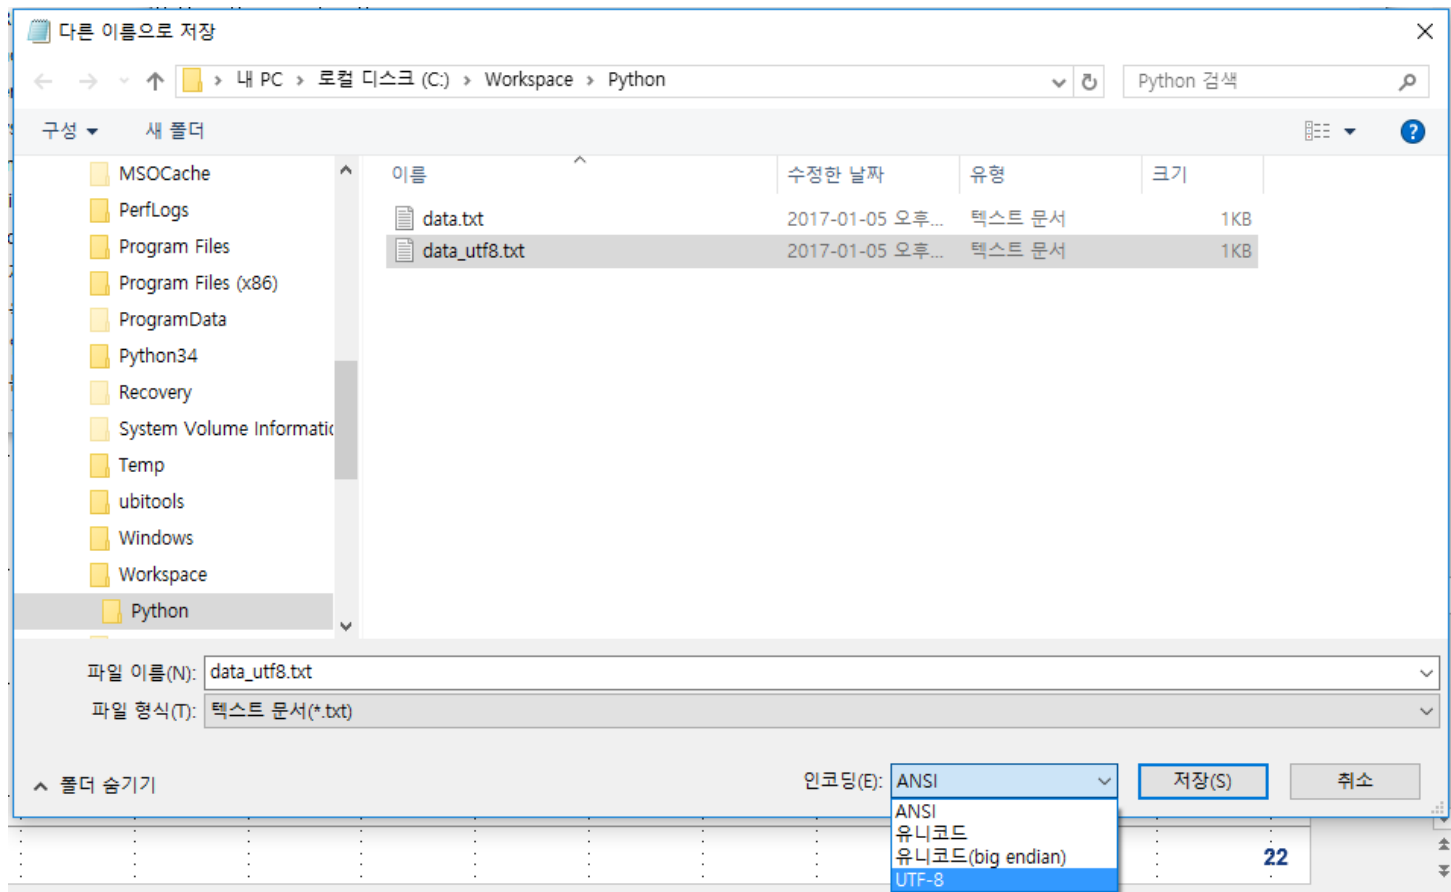 다른 이름으로 저장
내 PC › 로컬 디스크 (C:) › Workspace › Python
Python 검색
구성
새 폴더
MSOCache
PerfLogs
Program Files
Program Files (x86)
ProgramData
Python34
Recovery
System Volume Informatic
Temp
ubitools
Windows
Workspace
Python
이름 수정한 날짜 유형 크기
data.txt 2017-01-05 오후... 텍스트 문서 1KB
data_utf8.txt 2017-01-05 오후... 텍스트 문서 1KB
파일 이름(N): data_utf8.txt
파일 형식(T): 텍스트 문서(*.txt)
폴더 숨기기
인코딩(E): ANSI
저장(S)
취소
ANSI
유니코드
유니코드(big endian)
UTF-8
22